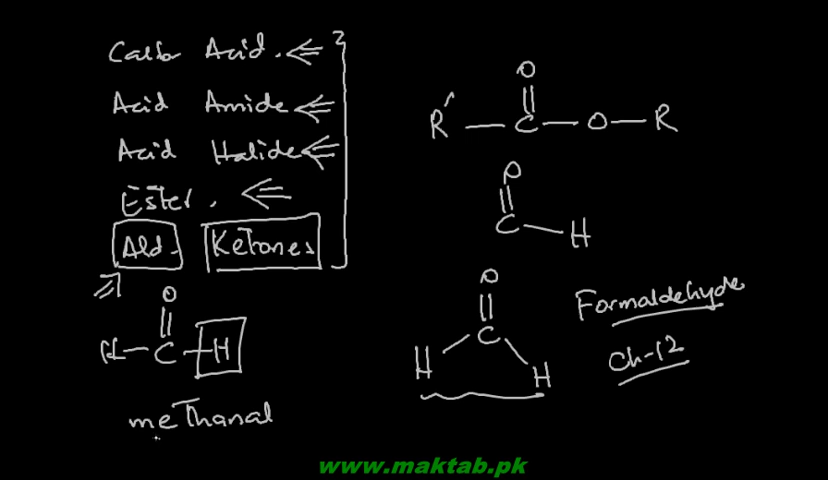 Carbo Acid.
Acid Amide
Acid Halide
Ester.
Ald. Ketones
O
H-C-H
methanal
O
R'-C-O-R
O
C-H
O
C
H H
Formaldehyde
Ch-12
www.maktab.pk